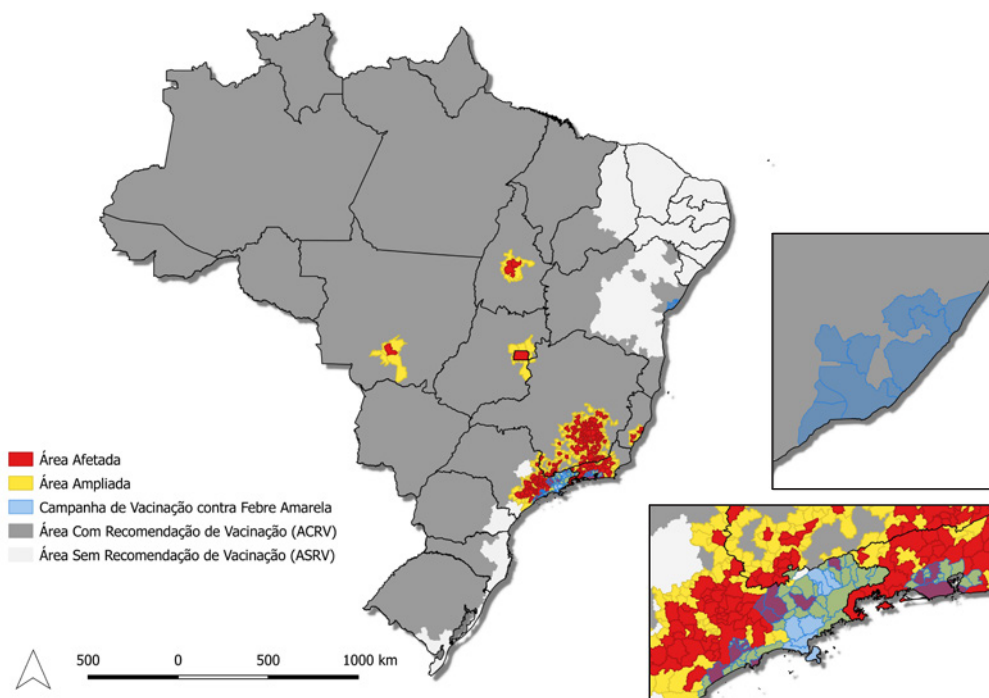 Área Afetada
Área Ampliada
Campanha de Vacinação contra Febre Amarela
Área Com Recomendação de Vacinação (ACRV)
Área Sem Recomendação de Vacinação (ASRV)
500 0 500 1000 km